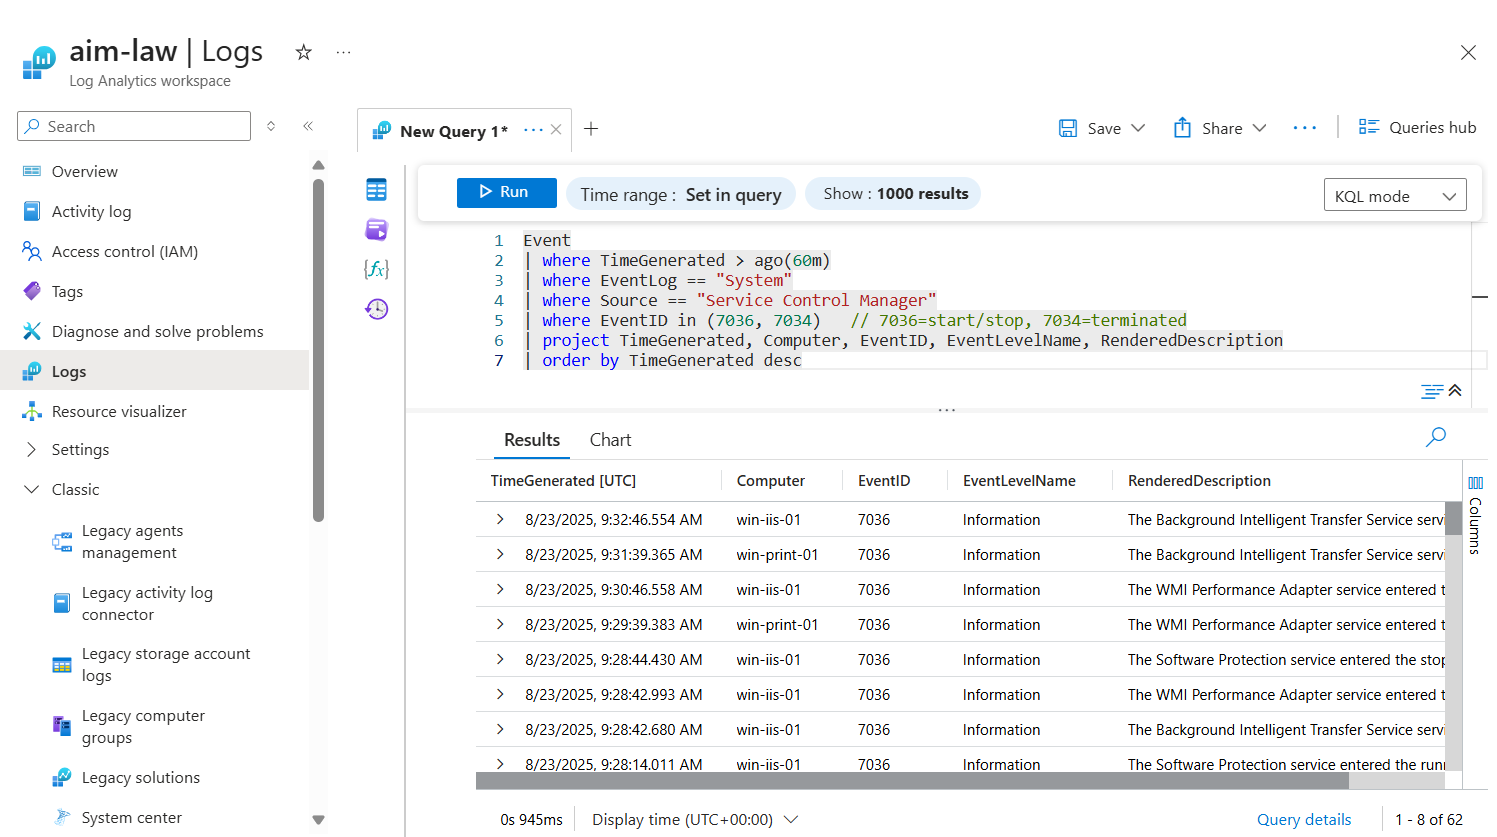 aim-law | Logs
Log Analytics workspace
Search
Overview
Activity log
Access control (IAM)
Tags
Diagnose and solve problems
Logs
Resource visualizer
Settings
Classic
Legacy agents
management
Legacy activity log
connector
Legacy storage account
logs
Legacy computer
groups
Legacy solutions
System center
New Query 1*
Save
Share
Queries hub
Run
Time range : Set in query
Show : 1000 results
KQL mode
{fx}
1 Event
2 | where TimeGenerated > ago(60m)
3 | where EventLog == "System"
4 | where Source == "Service Control Manager"
5 | where EventID in (7036, 7034)   // 7036=start/stop, 7034=terminated
6 | project TimeGenerated, Computer, EventID, EventLevelName, RenderedDescription
7 | order by TimeGenerated desc
Results Chart
TimeGenerated [UTC] Computer EventID EventLevelName RenderedDescription
8/23/2025, 9:32:46.554 AM win-iis-01 7036 Information The Background Intelligent Transfer Service servi
8/23/2025, 9:31:39.365 AM win-print-01 7036 Information The Background Intelligent Transfer Service servi
8/23/2025, 9:30:46.558 AM win-iis-01 7036 Information The WMI Performance Adapter service entered t
8/23/2025, 9:29:39.383 AM win-print-01 7036 Information The WMI Performance Adapter service entered t
8/23/2025, 9:28:44.430 AM win-iis-01 7036 Information The Software Protection service entered the stop
8/23/2025, 9:28:42.993 AM win-iis-01 7036 Information The WMI Performance Adapter service entered t
8/23/2025, 9:28:42.680 AM win-iis-01 7036 Information The Background Intelligent Transfer Service servi
8/23/2025, 9:28:14.011 AM win-iis-01 7036 Information The Software Protection service entered the runn
Columns
0s 945ms
Display time (UTC+00:00)
Query details
1 - 8 of 62